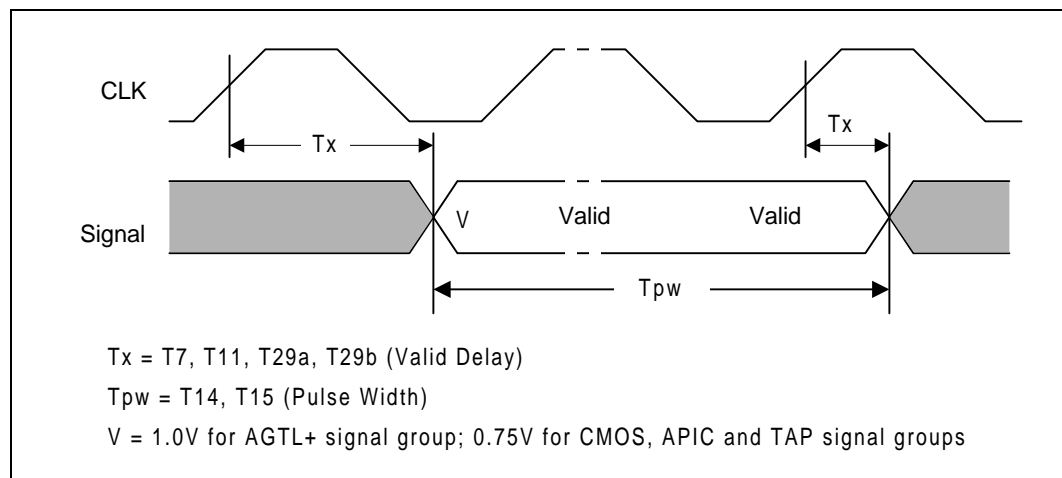 CLK
Tx
Tx
Signal
V
Valid
Valid
Tpw
Tx = T7, T11, T29a, T29b (Valid Delay)
Tpw = T14, T15 (Pulse Width)
V = 1.0V for AGTL+ signal group; 0.75V for CMOS, APIC and TAP signal groups